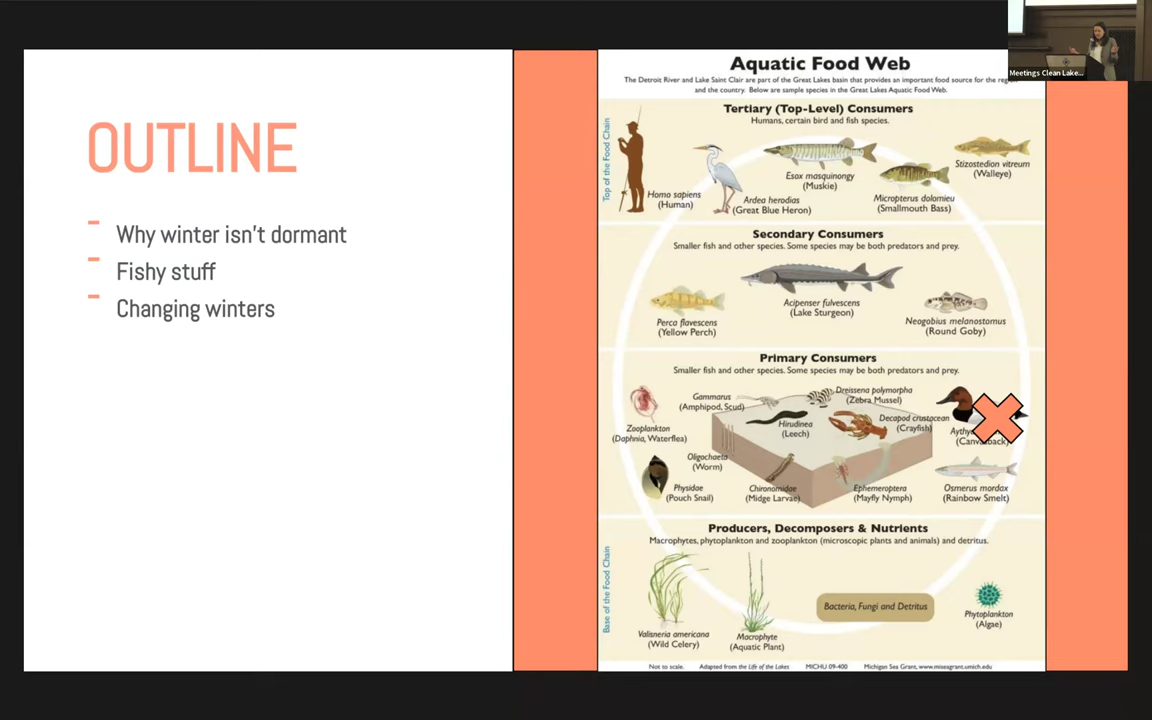 OUTLINE
- Why winter isn't dormant
- Fishy stuff
- Changing winters
Meetings Clean Lake...
Aquatic Food Web
The Detroit River and Lake Saint Clair are part of the Great Lakes basin that provides an important food source for the
and the country. Below are sample species in the Great Lakes Aquatic Food Web.
Top of the Food Chain
Tertiary (Top-Level) Consumers
Humans, certain bird and fish species.
Homo sapiens
(Human)
Ardea herodias
(Great Blue Heron)
Esox masquinongy
(Muskie)
Micropterus dolomieu
(Smallmouth Bass)
Stizostedion vitreum
(Walleye)
Secondary Consumers
Smaller fish and other species. Some species may be both predators and prey.
Perca flavescens
(Yellow Perch)
Acipenser fulvescens
(Lake Sturgeon)
Neogobius melanostomus
(Round Goby)
Primary Consumers
Smaller fish and other species. Some species may be both predators and prey.
Zooplankton
(Daphnia, Waterflea)
Gammarus
(Amphipod, Scud)
Hirudinea
(Leech)
Dreissena polymorpha
(Zebra Mussel)
Decapod crustacean
(Crayfish)
Oligochaeta
(Worm)
Physidae
(Pouch Snail)
Chironomidae
(Midge Larvae)
Ephemeroptera
(Mayfly Nymph)
Osmerus mordax
(Rainbow Smelt)
Base of the Food Chain
Producers, Decomposers & Nutrients
Macrophytes, phytoplankton and zooplankton (microscopic plants and animals) and detritus.
Valisneria americana
(Wild Celery)
Macrophyte
(Aquatic Plant)
Bacteria, Fungi and Detritus
Phytoplankton
(Algae)
Not to scale. Adapted from the Life of the Lakes MICHU 09-400 Michigan Sea Grant, www.miseagrant.umich.edu